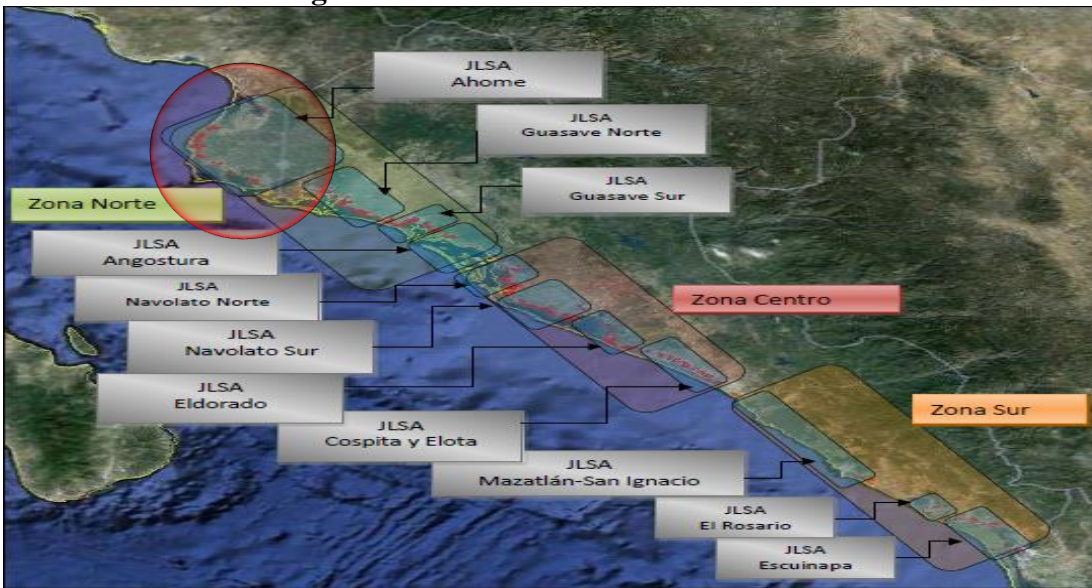 JLSA
Ahome
JLSA
Guasave Norte
JLSA
Guasave Sur
Zona Norte
JLSA
Angostura
JLSA
Navolato Norte
Zona Centro
JLSA
Navolato Sur
JLSA
Eldorado
JLSA
Cospita y Elota
Zona Sur
JLSA
Mazatlán-San Ignacio
JLSA
El Rosario
JLSA
Escuinapa